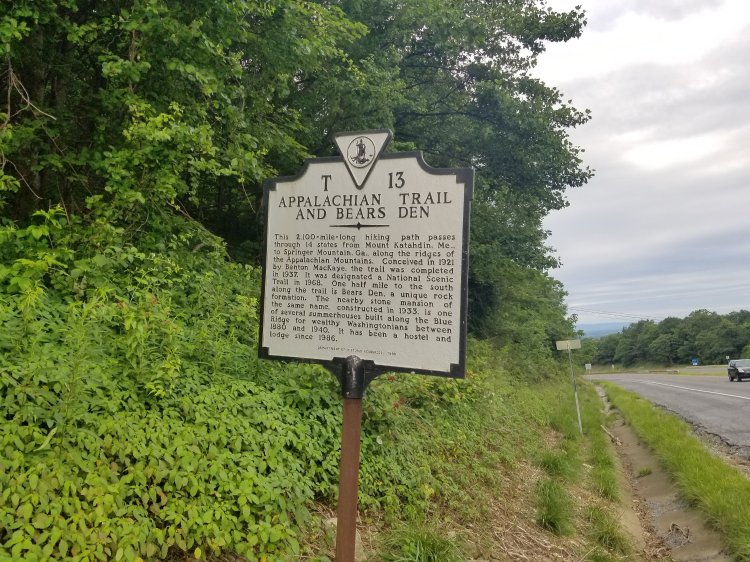 T 13
APPALACHIAN TRAIL
AND BEARS DEN
This 2,100-mile-long hiking path passes
through 14 states from Mount Katahdin, Me.,
to Springer Mountain, Ga., along the ridges of
the Appalachian Mountains. Conceived in 1921
by Benton MacKaye, the trail was completed
in 1937. It was designated a National Scenic
Trail in 1968. One half mile to the south
along the trail is Bears Den, a unique rock
formation. The nearby stone mansion of
the same name, constructed in 1933, is one
of several summerhouses built along the Blue
Ridge for wealthy Washingtonians between
1880 and 1940. It has been a hostel and
lodge since 1986.
DEPARTMENT OF HISTORIC RESOURCES,